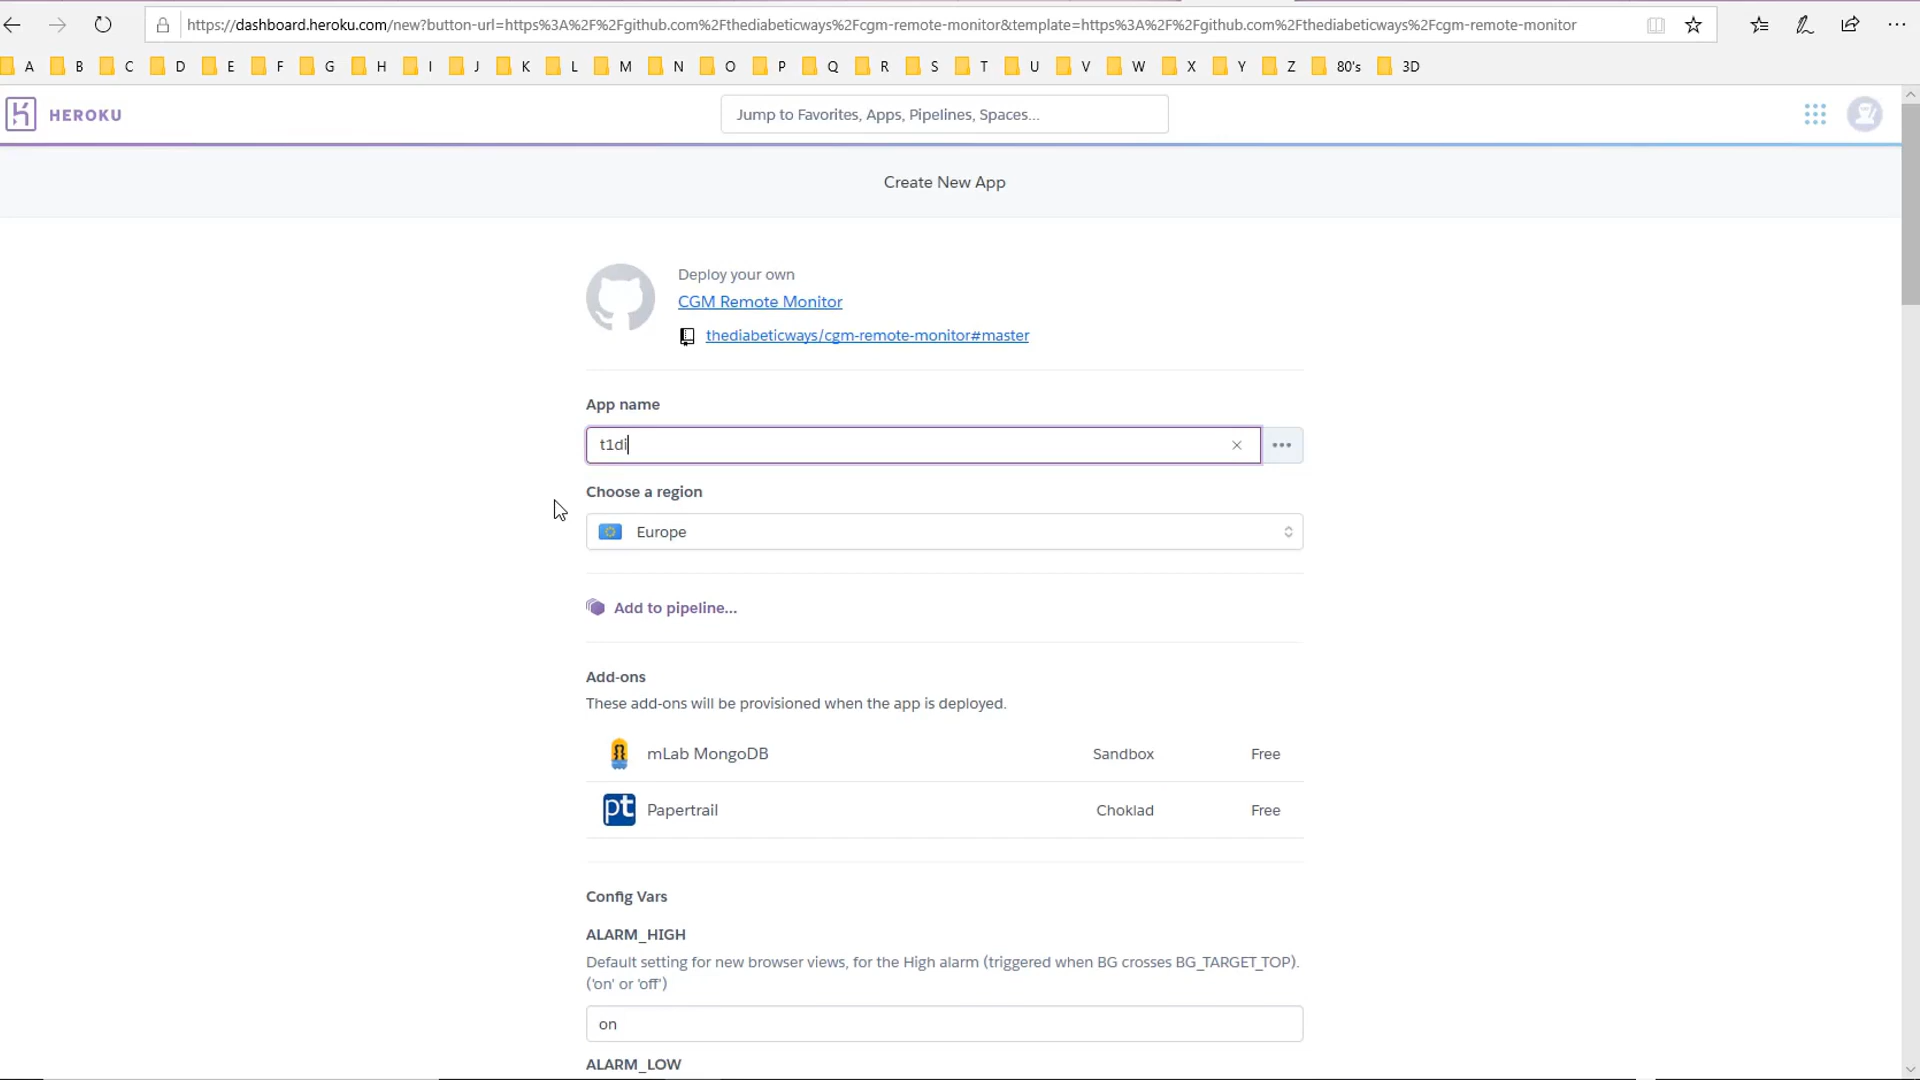 https://dashboard.heroku.com/new?button-url=https%3A%2F%2Fgithub.com%2Fthediabeticways%2Fcgm-remote-monitor&template=https%3A%2F%2Fgithub.com%2Fthediabeticways%2Fcgm-remote-monitor
A B C D E F G H I J K L M N O P Q R S T U V W X Y Z 80's 3D
HEROKU
Jump to Favorites, Apps, Pipelines, Spaces...
Create New App
Deploy your own
CGM Remote Monitor
thediabeticways/cgm-remote-monitor#master
App name
t1di
Choose a region
Europe
Add to pipeline...
Add-ons
These add-ons will be provisioned when the app is deployed.
mLab MongoDB Sandbox Free
pt Papertrail Choklad Free
Config Vars
ALARM_HIGH
Default setting for new browser views, for the High alarm (triggered when BG crosses BG_TARGET_TOP).
('on' or 'off')
on
ALARM_LOW